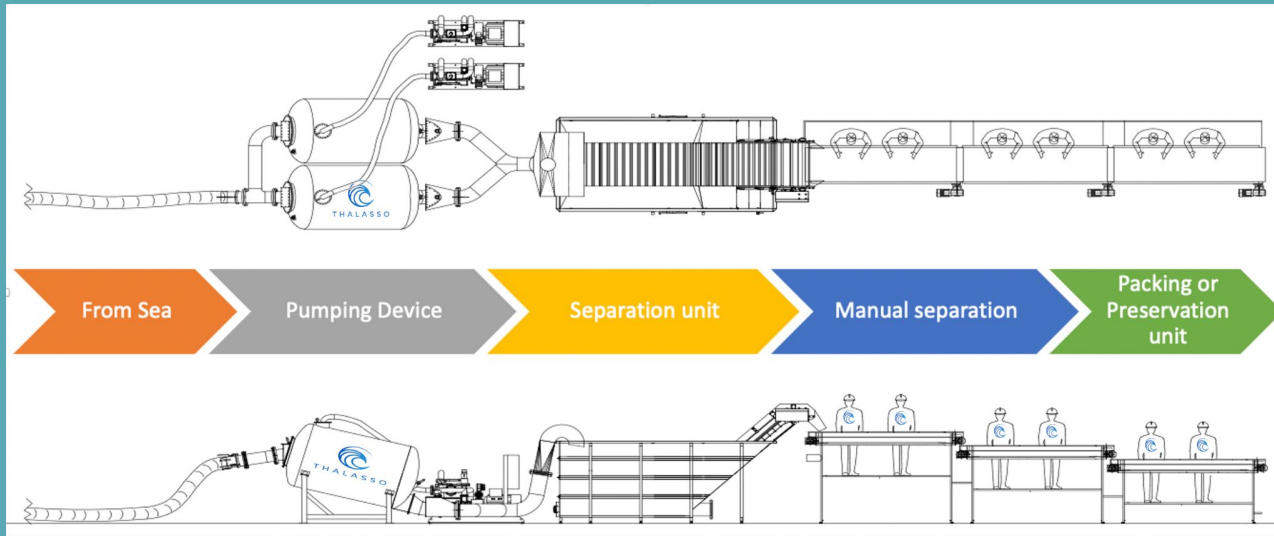 THALASSO
From Sea
Pumping Device
Separation unit
Manual separation
Packing or
Preservation
unit
THALASSO